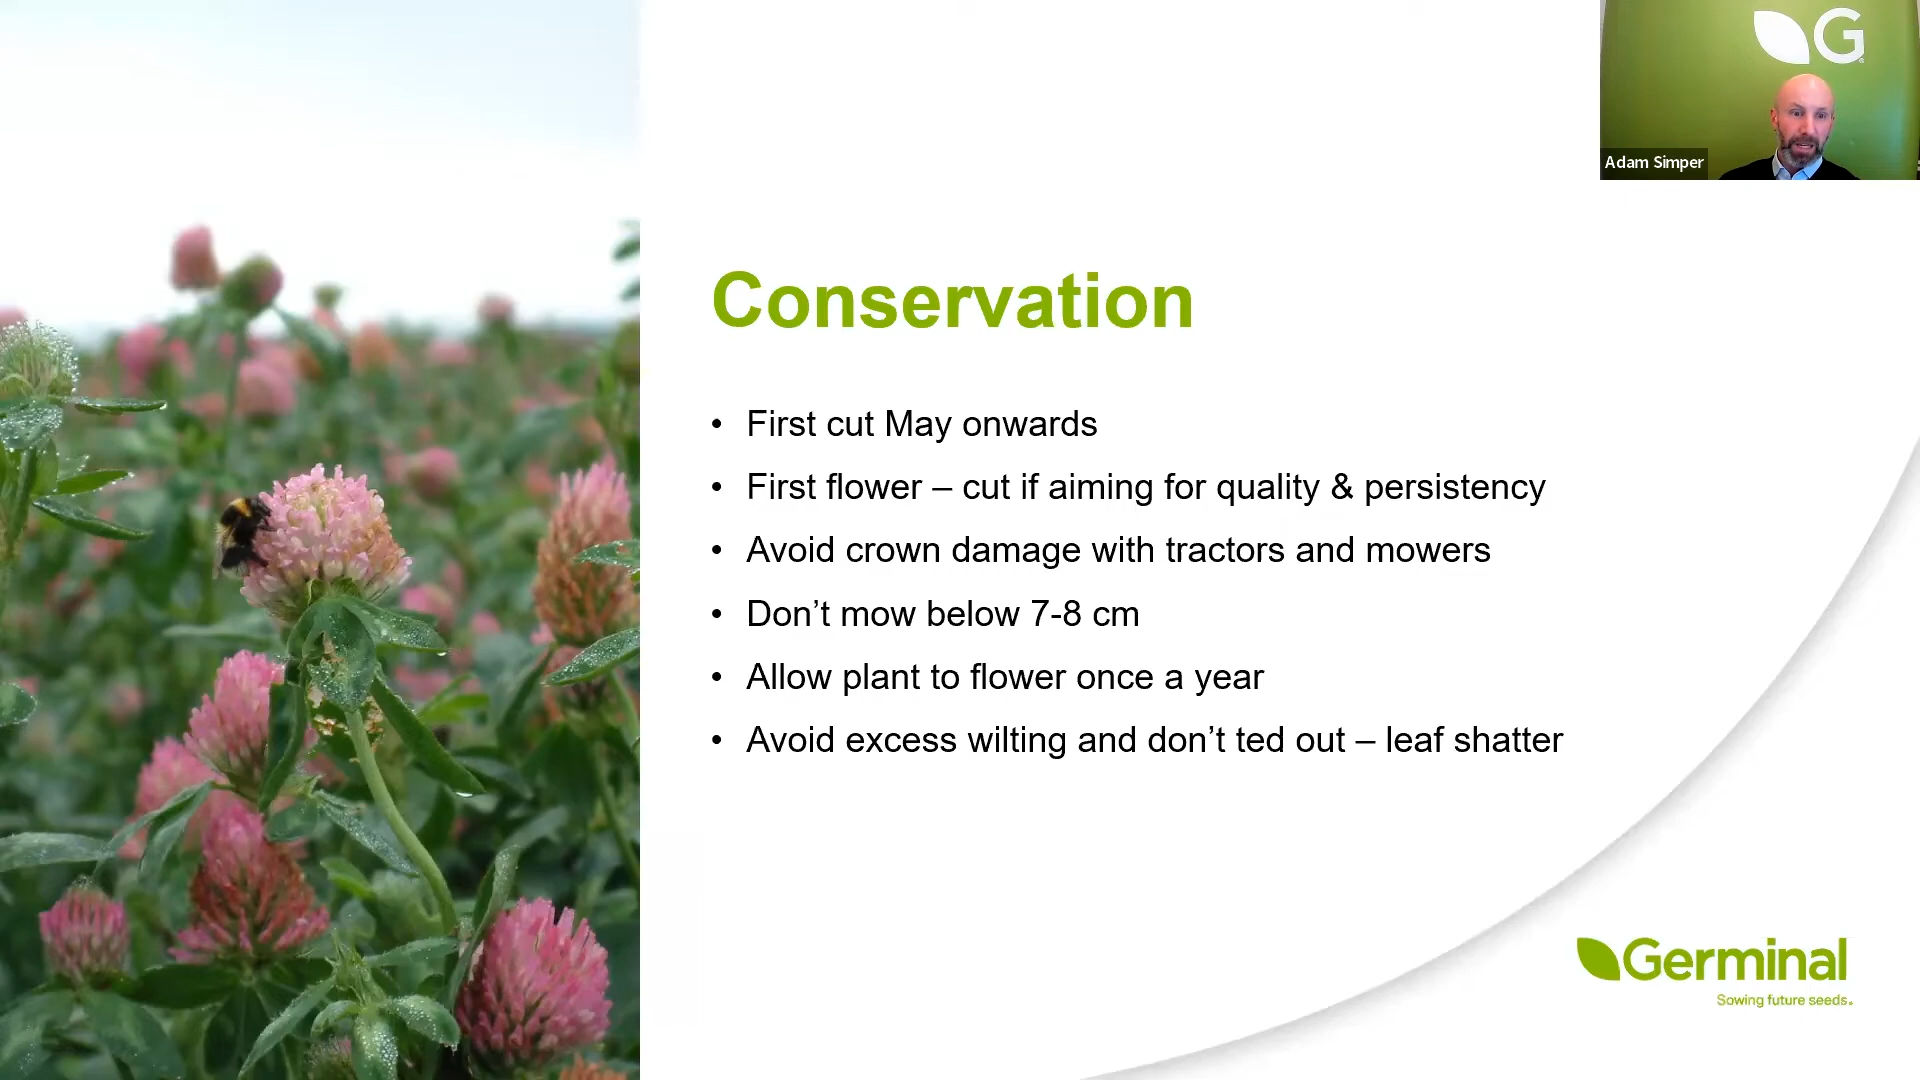 G
Adam Simper
Conservation
• First cut May onwards
• First flower – cut if aiming for quality & persistency
• Avoid crown damage with tractors and mowers
• Don’t mow below 7-8 cm
• Allow plant to flower once a year
• Avoid excess wilting and don’t ted out – leaf shatter
Germinal
Sowing future seeds.